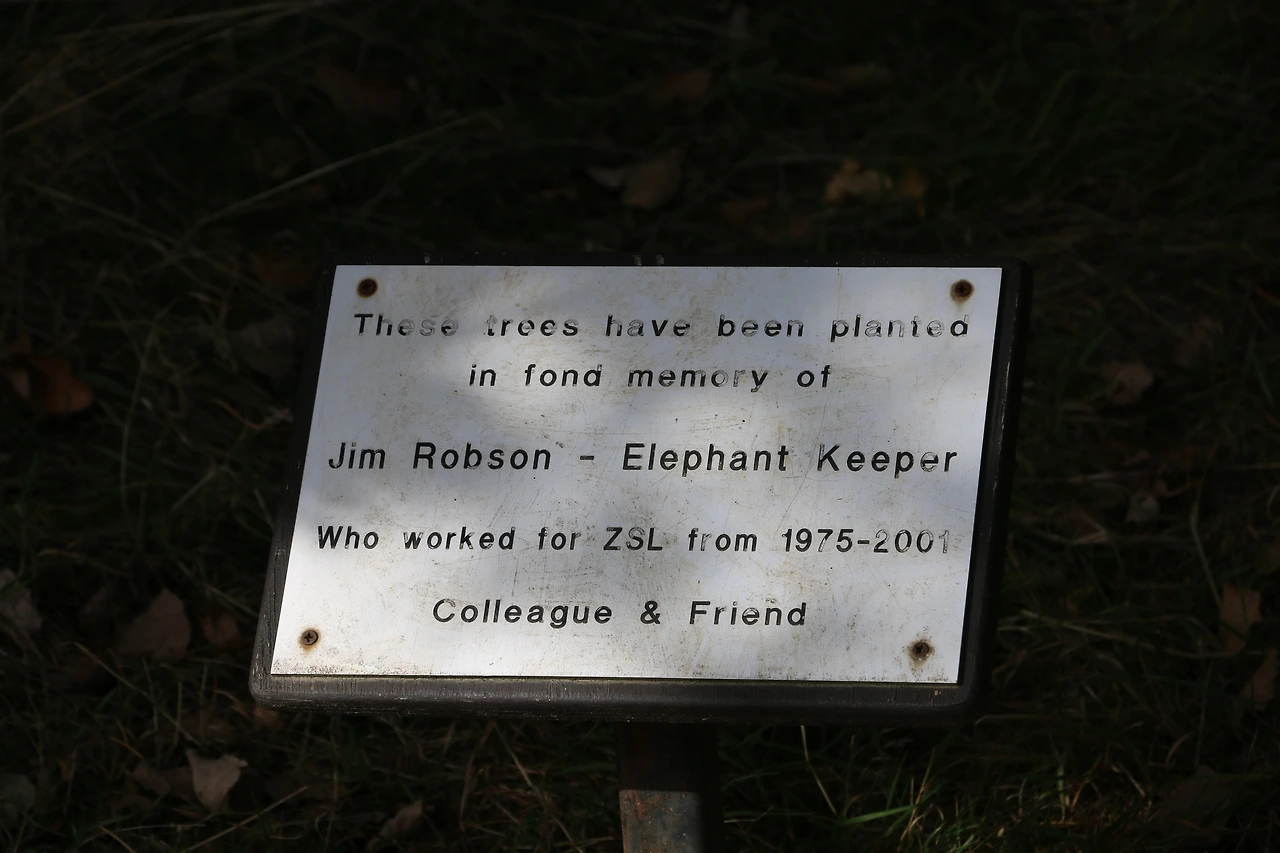 These trees have been planted
in fond memory of
Jim Robson - Elephant Keeper
Who worked for ZSL from 1975-2001
Colleague & Friend